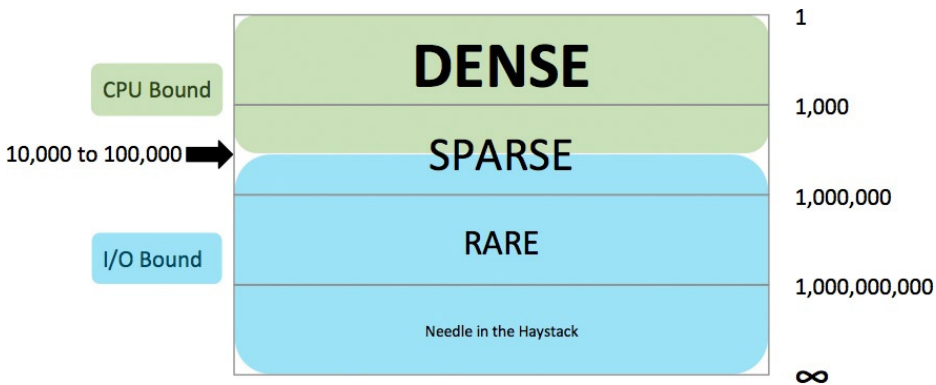 1
DENSE
CPU Bound
1,000
10,000 to 100,000
SPARSE
1,000,000
RARE
I/O Bound
1,000,000,000
Needle in the Haystack
∞